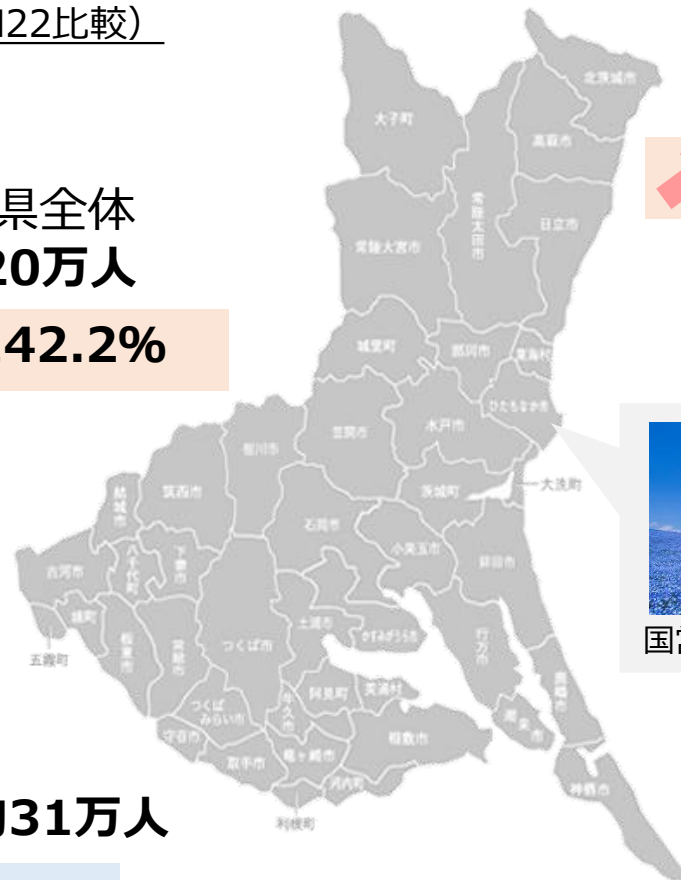 122比較）
県全体
20万人
142.2%
約31万人
国営
北茨城市
大子町
高萩市
常陸太田市
日立市
常陸大宮市
城里町
那珂市
東海村
ひたちなか市
笠間市
水戸市
桜川市
大洗町
茨城町
筑西市
結城市
石岡市
小美玉市
鉾田市
八千代町
下妻市
古河市
境町
坂東市
常総市
つくば市
土浦市
かすみがうら市
行方市
五霞町
鹿嶋市
つくば
みらい市
牛久市
阿見町
美浦村
潮来市
守谷市
取手市
龍ヶ崎市
稲敷市
河内町
神栖市
利根町